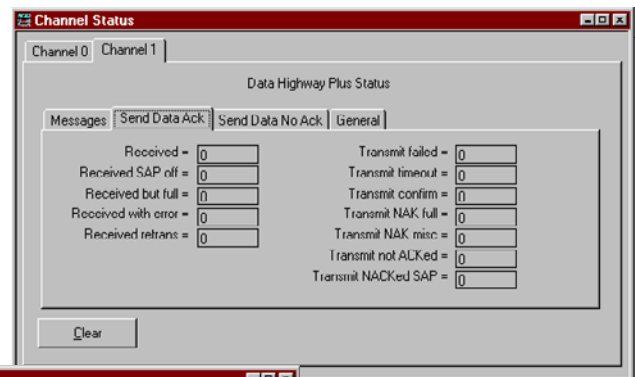 Channel Status
Channel 0 Channel 1
Data Highway Plus Status
Messages Send Data Ack Send Data No Ack General
Received = 0 Transmit failed = 0
Received SAP off = 0 Transmit timeout = 0
Received but full = 0 Transmit confirm = 0
Received with error = 0 Transmit NAK full = 0
Received retrans = 0 Transmit NAK misc = 0
Transmit not ACKed = 0
Transmit NACKed SAP = 0
Clear